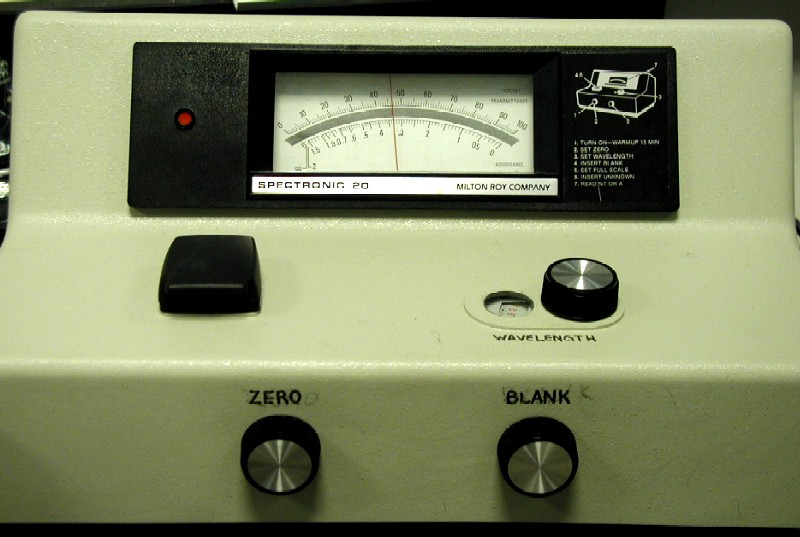 PERCENT
TRANSMITTANCE
0 10 20 30 40 50 60 70 80 90 100
∞ 2 1.5 1 .9 .8 .7 .6 .5 .4 .3 .2 .1 .05 0
ABSORBANCE
SPECTRONIC 20 MILTON ROY COMPANY
1. TURN ON—WARMUP 15 MIN
2. SET ZERO
3. SET WAVELENGTH
4. INSERT BLANK
5. SET FULL SCALE
6. INSERT UNKNOWN
7. READ %T OR A
WAVELENGTH
ZERO BLANK